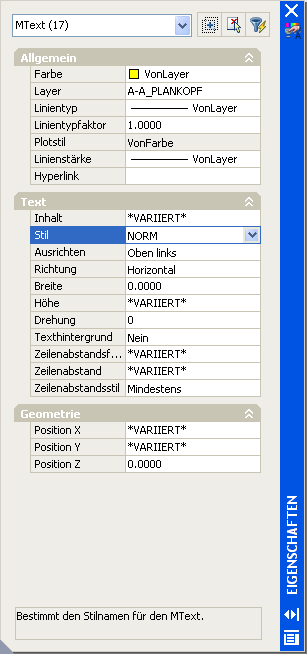 MText (17)
Allgemein
Farbe VonLayer
Layer A-A_PLANKOPF
Linientyp VonLayer
Linientypfaktor 1.0000
Plotstil VonFarbe
Linienstärke VonLayer
Hyperlink
Text
Inhalt *VARIIERT*
Stil NORM
Ausrichten Oben links
Richtung Horizontal
Breite 0.0000
Höhe *VARIIERT*
Drehung 0
Texthintergrund Nein
Zeilenabstandsf... *VARIIERT*
Zeilenabstand *VARIIERT*
Zeilenabstandsstil Mindestens
Geometrie
Position X *VARIIERT*
Position Y *VARIIERT*
Position Z 0.0000
Bestimmt den Stilnamen für den MText.
EIGENSCHAFTEN